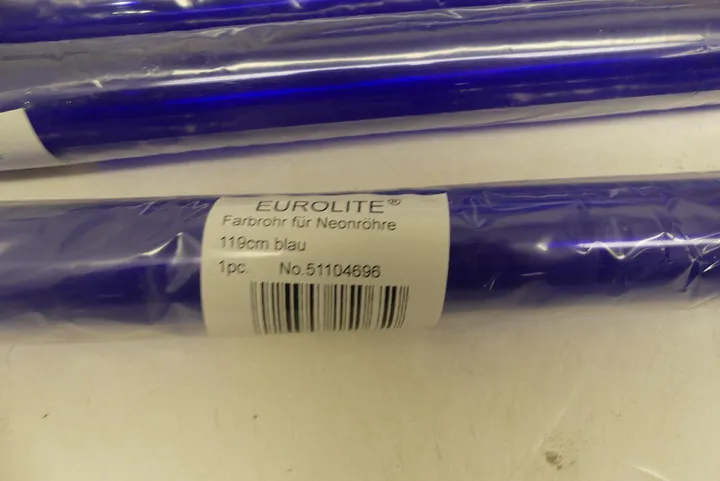 EUROLITE®
Farbrohr für Neonröhre
119cm blau
1pc. No.51104696